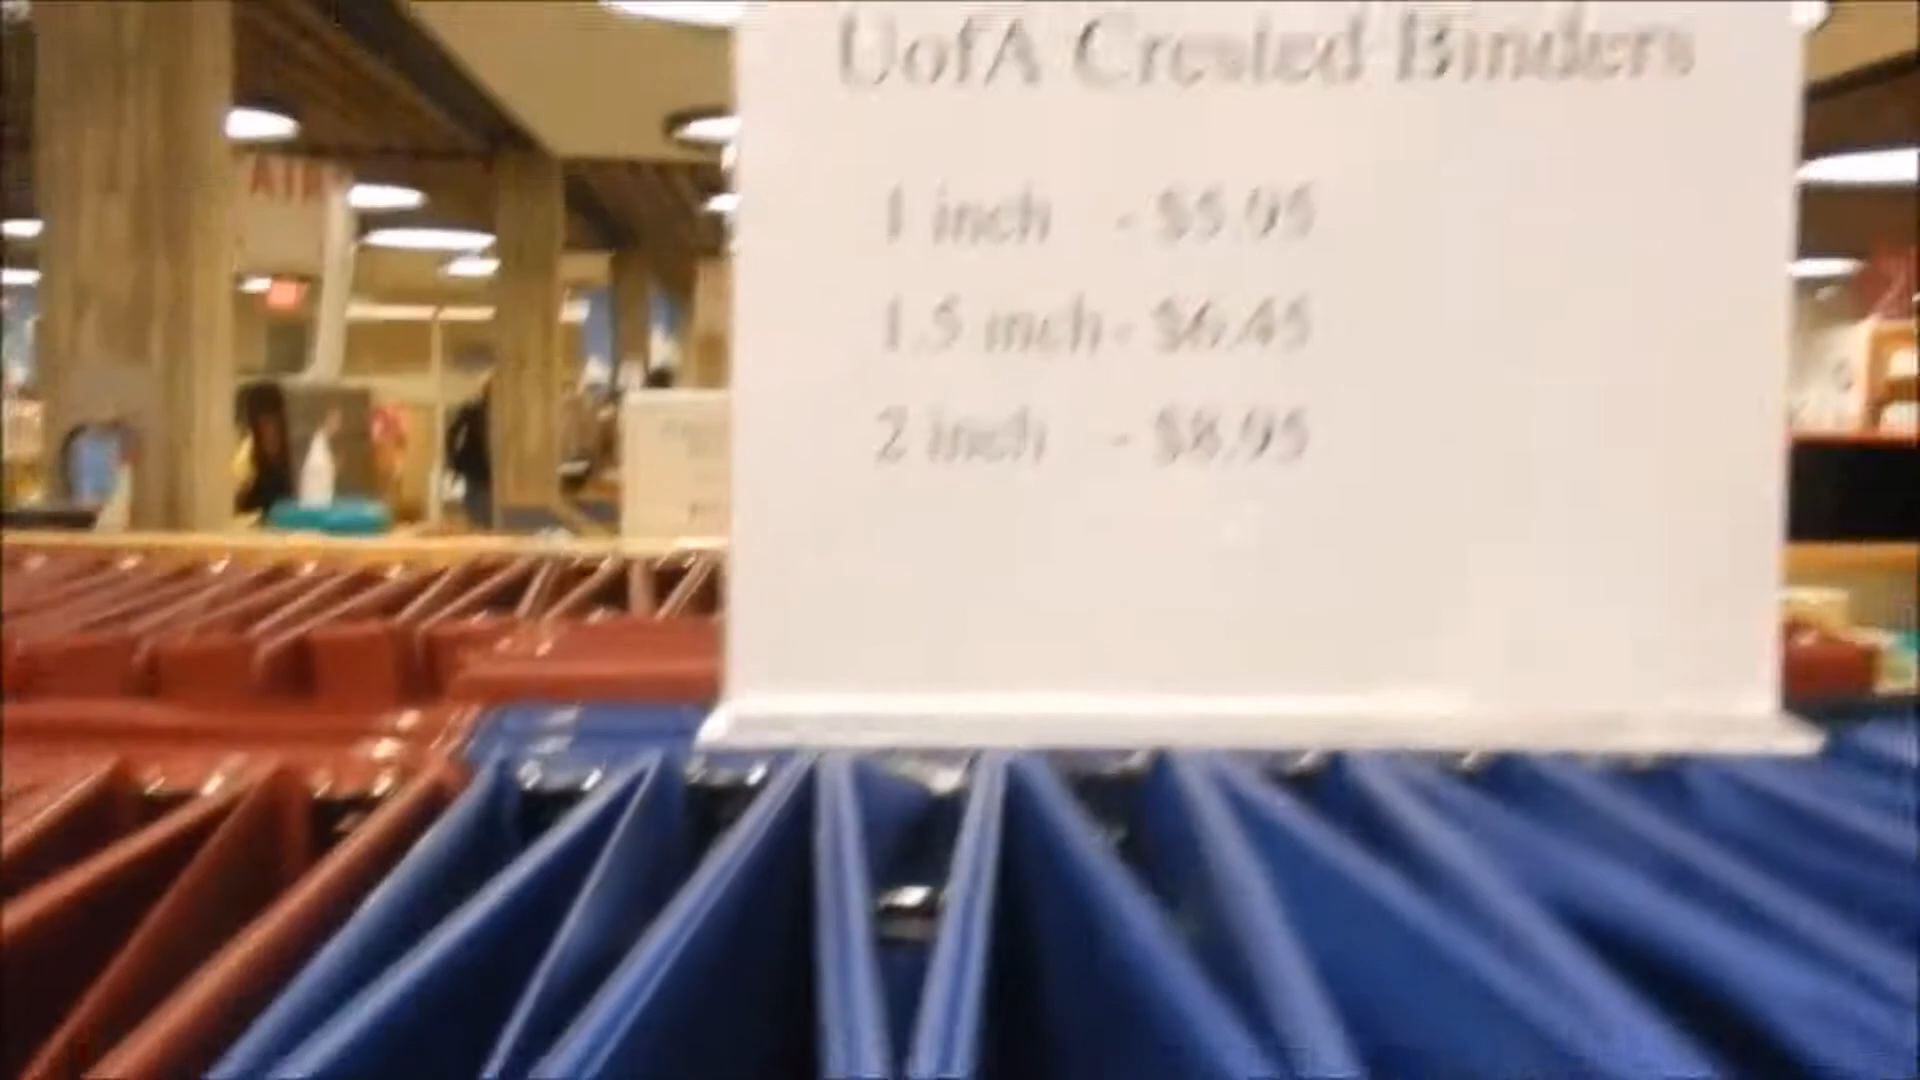 UofA Crested Binders
1 inch - $5.95
1.5 inch - $6.45
2 inch - $8.95